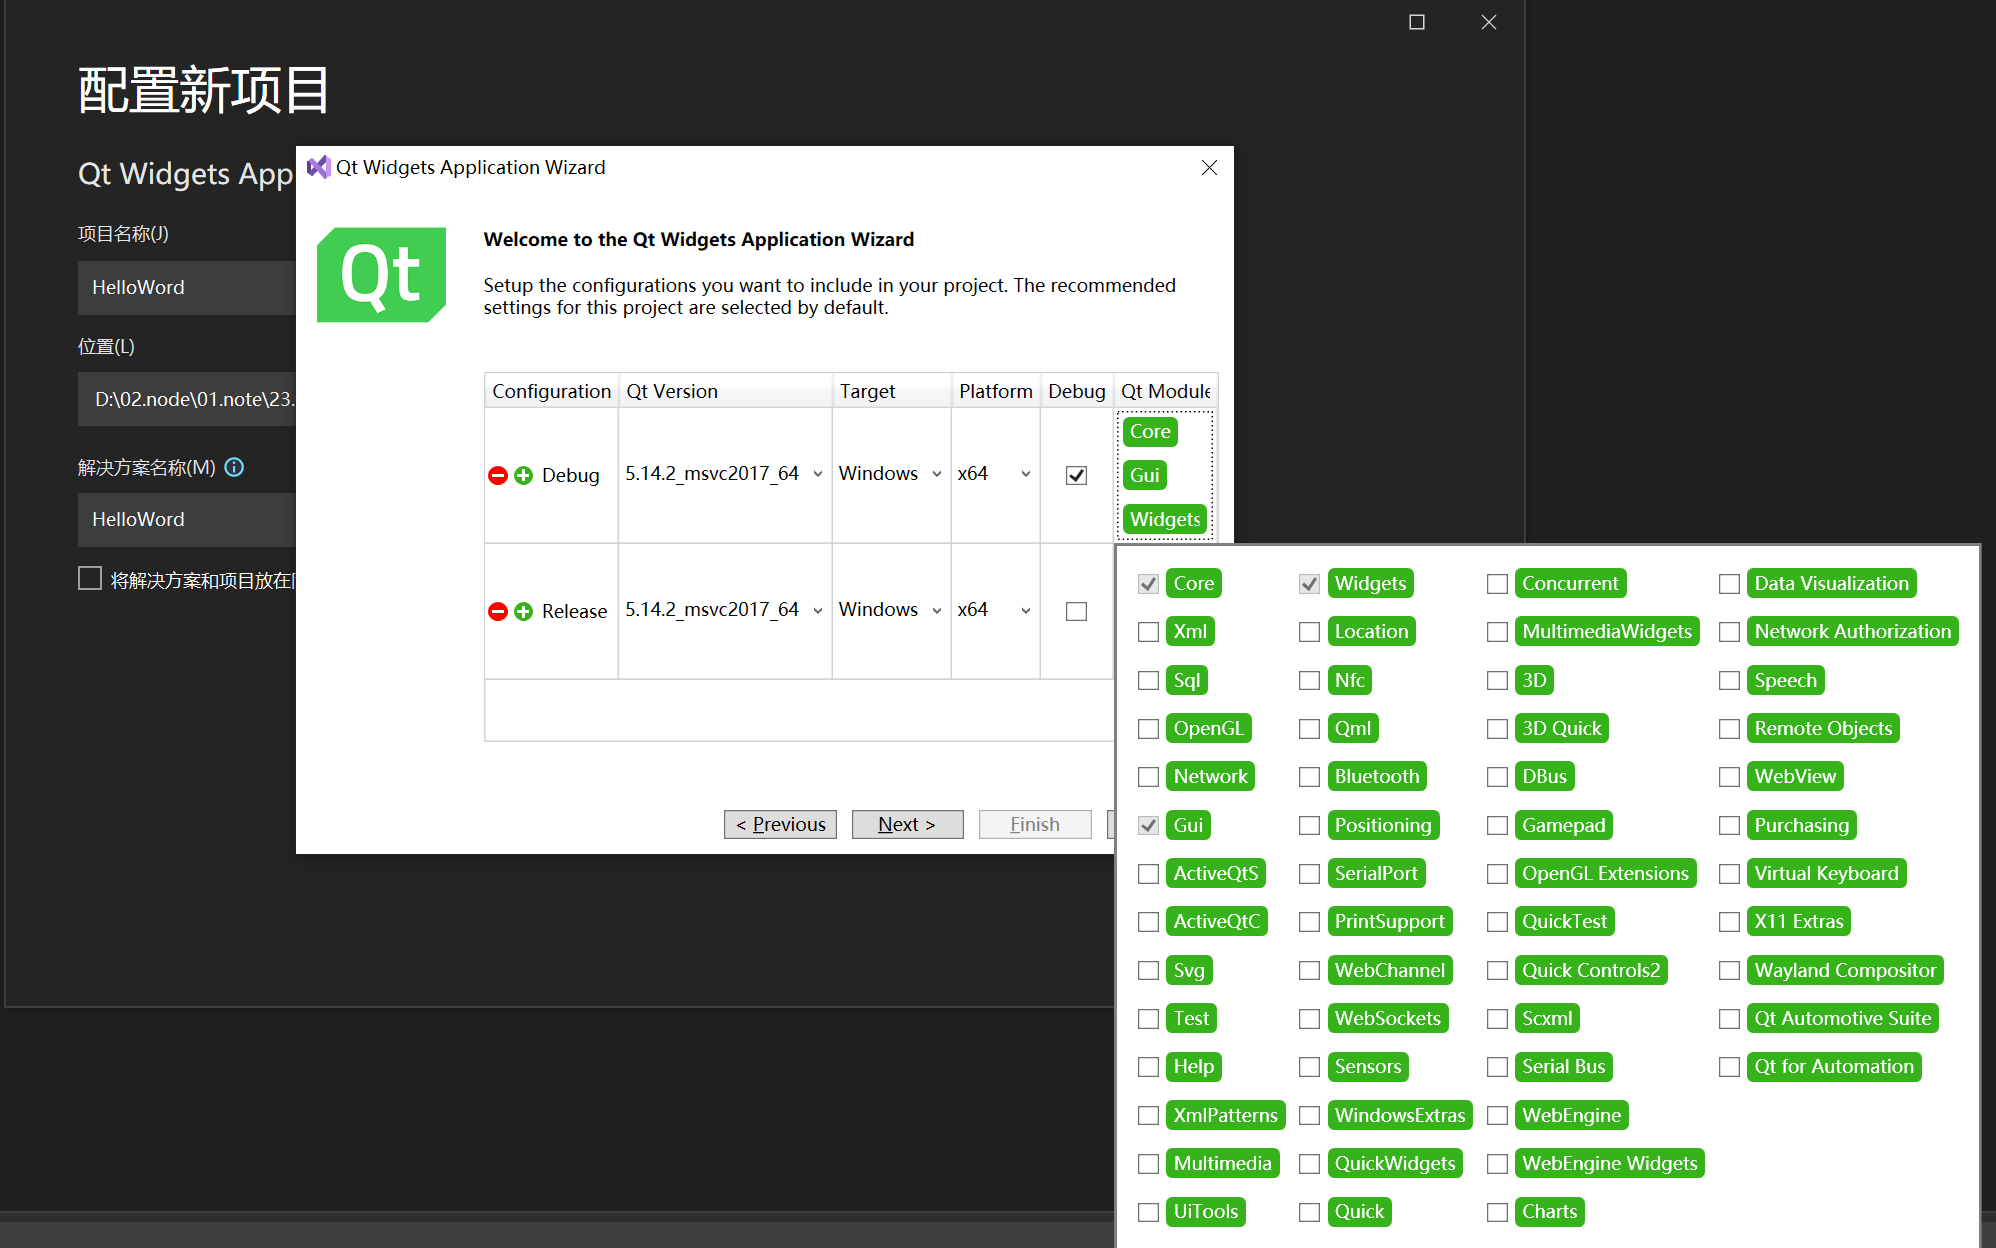 配置新项目
Qt Widgets App
项目名称(J)
HelloWord
位置(L)
D:\02.node\01.note\23.
解决方案名称(M)
HelloWord
将解决方案和项目放在
Qt Widgets Application Wizard
Qt
Welcome to the Qt Widgets Application Wizard
Setup the configurations you want to include in your project. The recommended
settings for this project are selected by default.
Configuration Qt Version Target Platform Debug Qt Module
Debug 5.14.2_msvc2017_64 Windows x64
Core
Gui
Widgets
Release 5.14.2_msvc2017_64 Windows x64
< Previous Next > Finish
Core Widgets Concurrent Data Visualization
Xml Location MultimediaWidgets Network Authorization
Sql Nfc 3D Speech
OpenGL Qml 3D Quick Remote Objects
Network Bluetooth DBus WebView
Gui Positioning Gamepad Purchasing
ActiveQtS SerialPort OpenGL Extensions Virtual Keyboard
ActiveQtC PrintSupport QuickTest X11 Extras
Svg WebChannel Quick Controls2 Wayland Compositor
Test WebSockets Scxml Qt Automotive Suite
Help Sensors Serial Bus Qt for Automation
XmlPatterns WindowsExtras WebEngine
Multimedia QuickWidgets WebEngine Widgets
UiTools Quick Charts